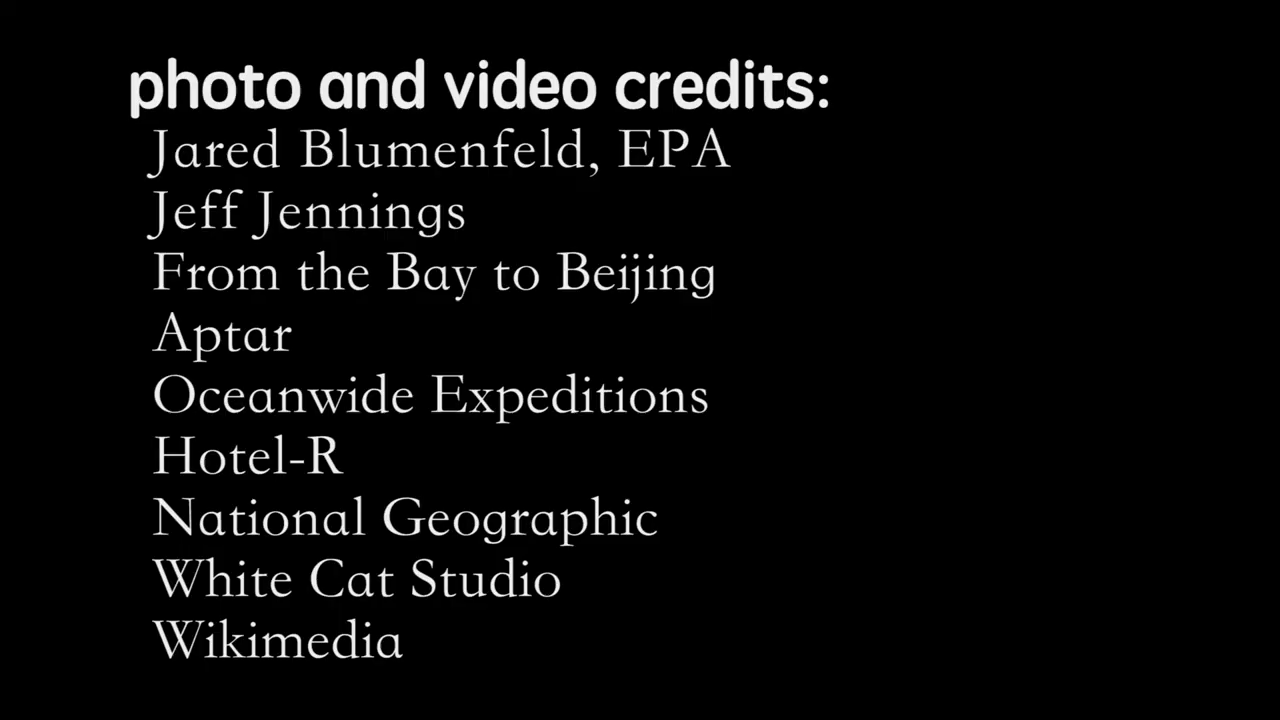 photo and video credits:
Jared Blumenfeld, EPA
Jeff Jennings
From the Bay to Beijing
Aptar
Oceanwide Expeditions
Hotel-R
National Geographic
White Cat Studio
Wikimedia